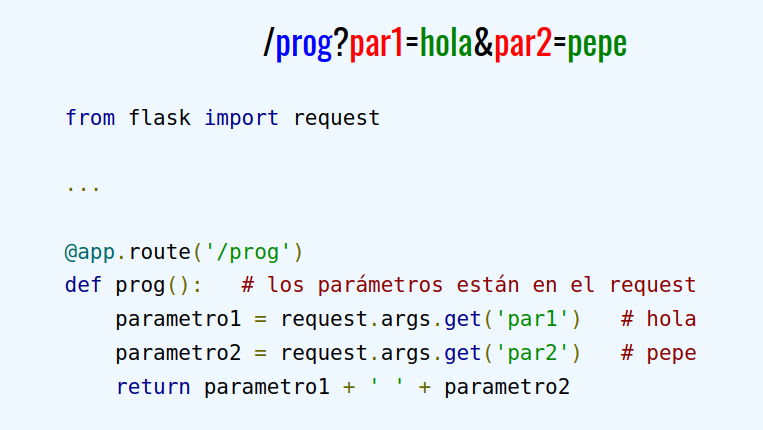 /prog?par1=hola&par2=pepe
from flask import request
...
@app.route('/prog')
def prog():   # los parámetros están en el request
    parametro1 = request.args.get('par1')   # hola
    parametro2 = request.args.get('par2')   # pepe
    return parametro1 + ' ' + parametro2